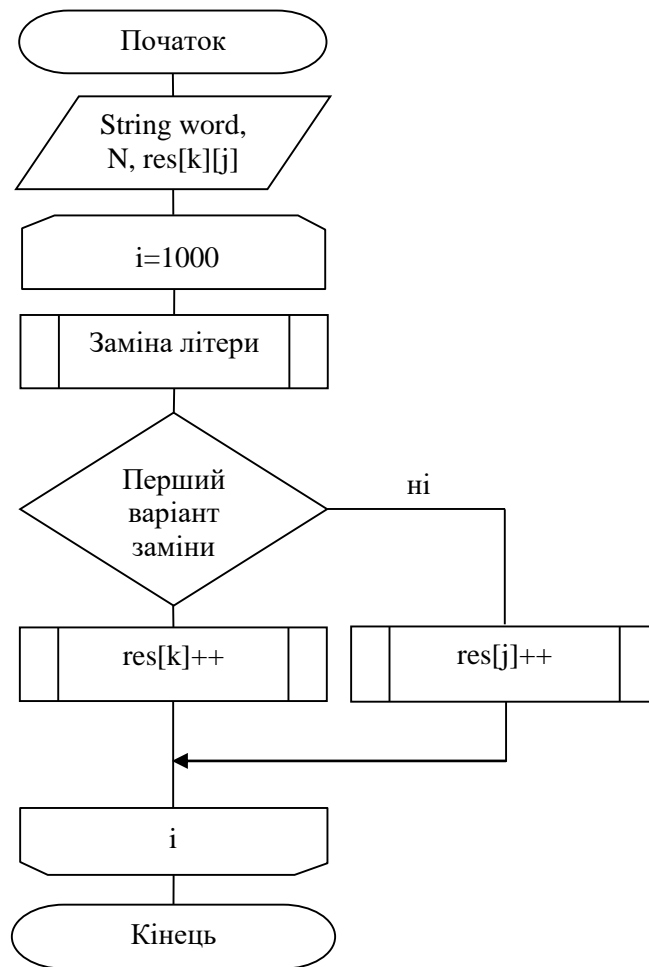 Початок
String word,
N, res[k][j]
i=1000
Заміна літери
Перший
варіант
заміни
ні
res[k]++
res[j]++
i
Кінець